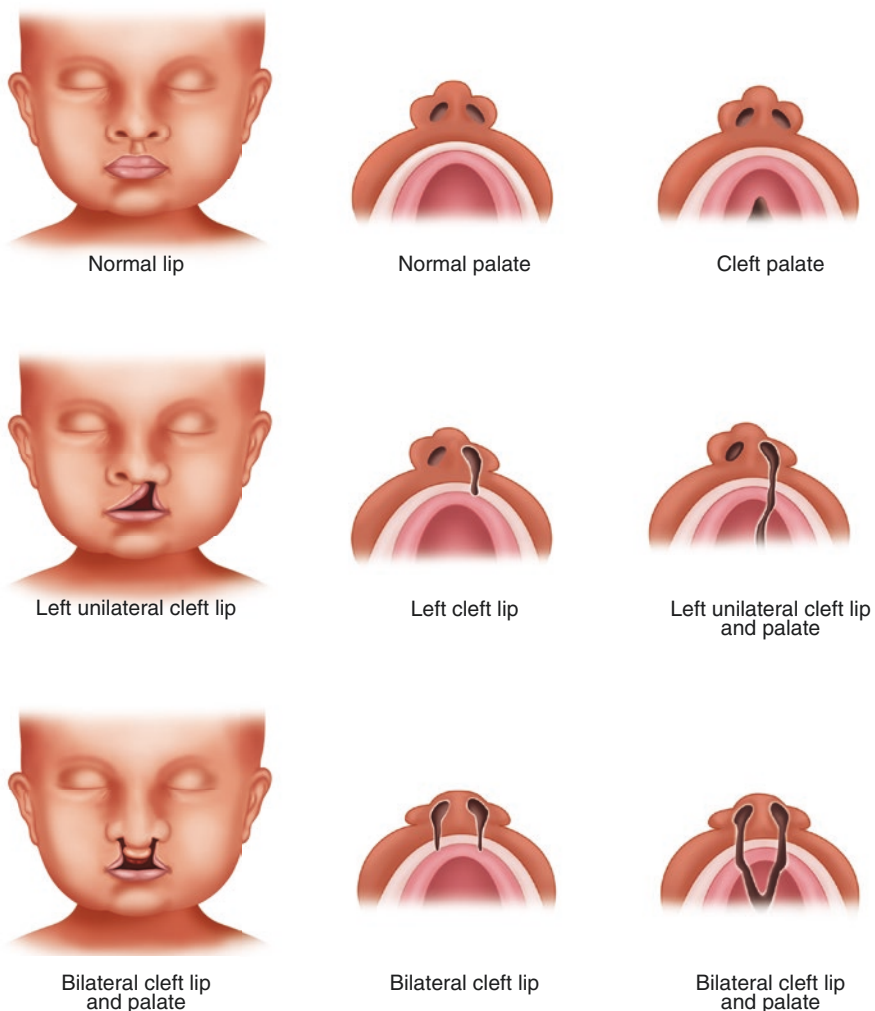 Normal lip
Normal palate
Cleft palate
Left unilateral cleft lip
Left cleft lip
Left unilateral cleft lip
and palate
Bilateral cleft lip
and palate
Bilateral cleft lip
Bilateral cleft lip
and palate